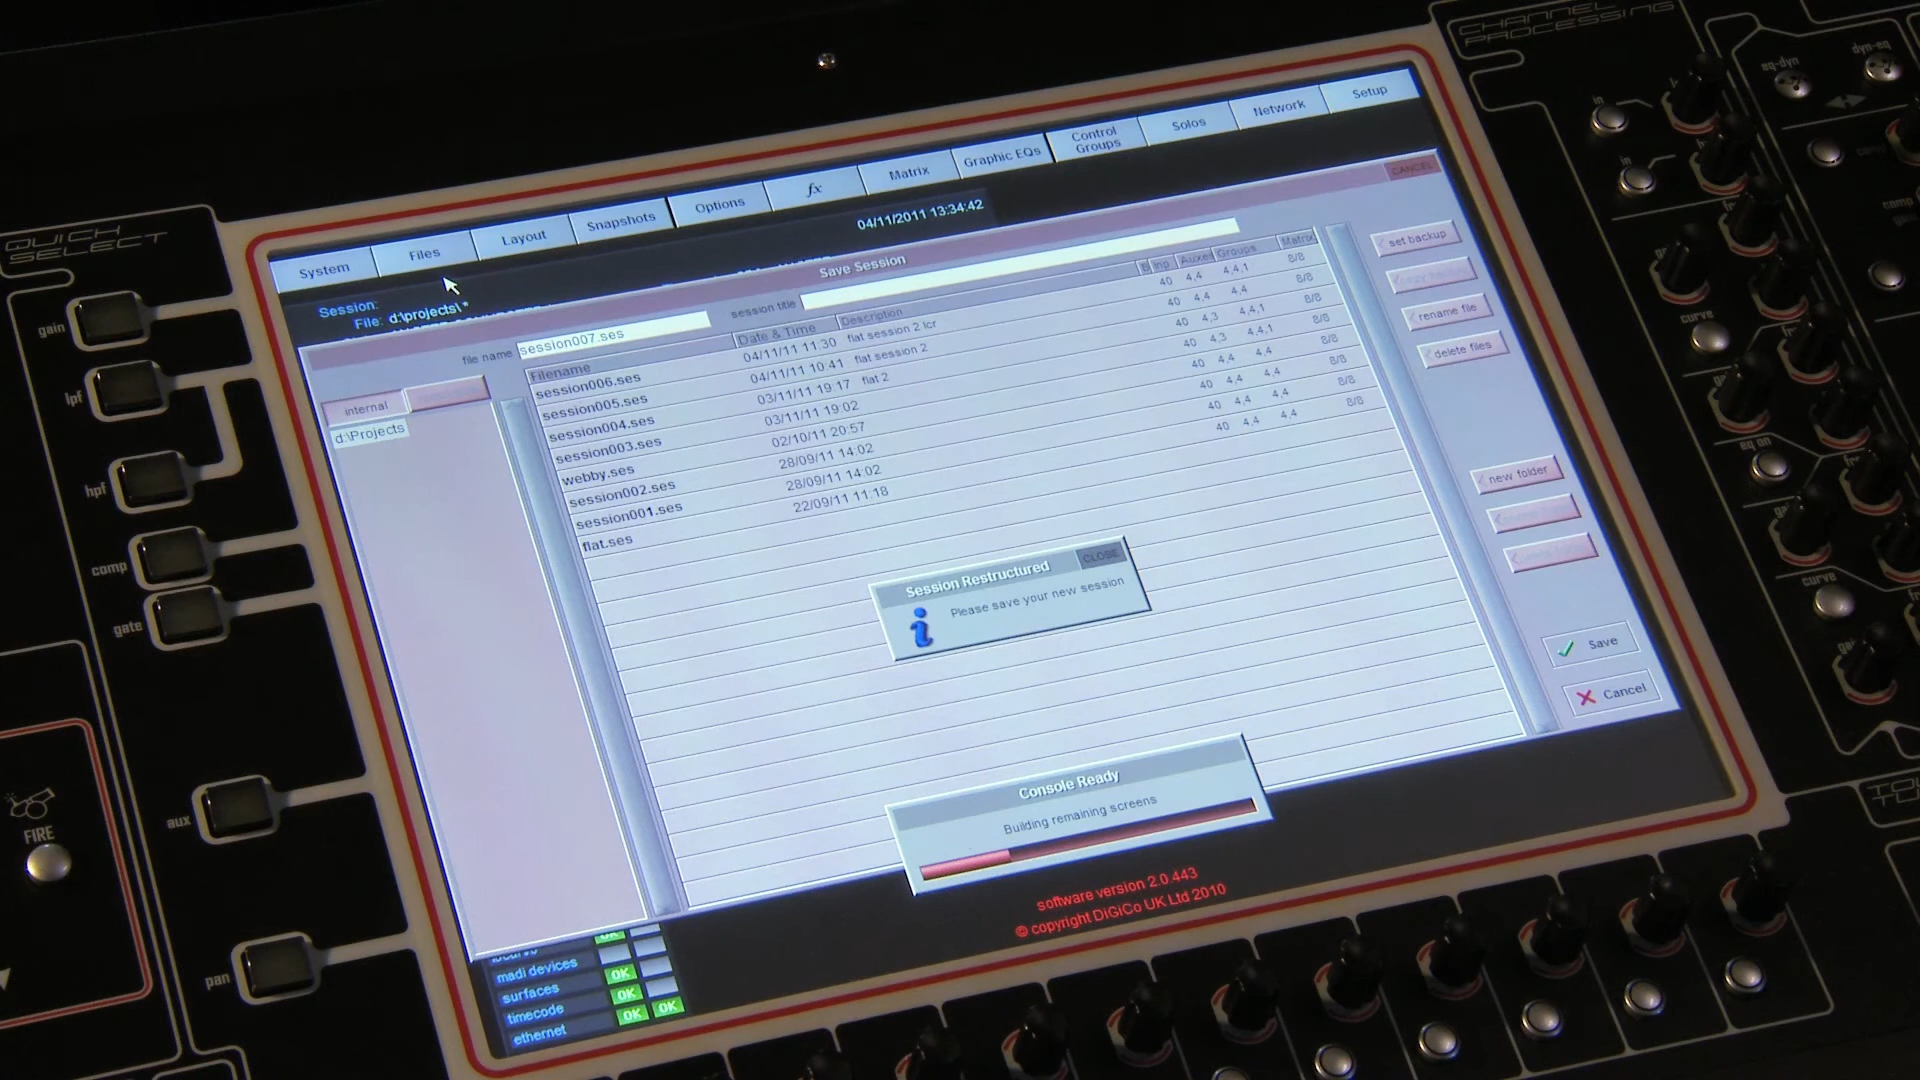 CHANNEL
PROCESSING
QUICK
SELECT
System
Files
Layout
Snapshots
Options
fx
Matrix
Graphic EQs
Control
Groups
Solos
Network
Setup
04/11/2011 13:34:42
Session:
File: d:\projects\ *
Save Session
CANCEL
session title
file name
session007.ses
internal
d:\Projects
Filename Date & Time Description Inp Auxes Groups Matrix
session006.ses 04/11/11 11:30 flat session 2 lcr 40 4,4 4,4,1 8/8
session005.ses 04/11/11 10:41 flat session 2 40 4,4 4,4 8/8
session004.ses 03/11/11 19:17 flat 2 40 4,3 4,4,1 8/8
session003.ses 03/11/11 19:02 40 4,3 4,4,1 8/8
webby.ses 02/10/11 20:57 40 4,4 4,4 8/8
session002.ses 28/09/11 14:02 40 4,4 4,4 8/8
session001.ses 28/09/11 14:02 40 4,4 4,4 8/8
flat.ses 22/09/11 11:18 40 4,4 4,4 8/8
set backup
rename file
delete files
new folder
Save
Cancel
Session Restructured
CLOSE
Please save your new session
Console Ready
Building remaining screens
software version 2.0.443
© copyright DiGiCo UK Ltd 2010
OK
madi devices OK
surfaces OK
timecode OK OK
ethernet
gain
lpf
hpf
comp
gate
aux
pan
FIRE
eq-dyn
dyn-eq
in
in
curve
eq on
curve